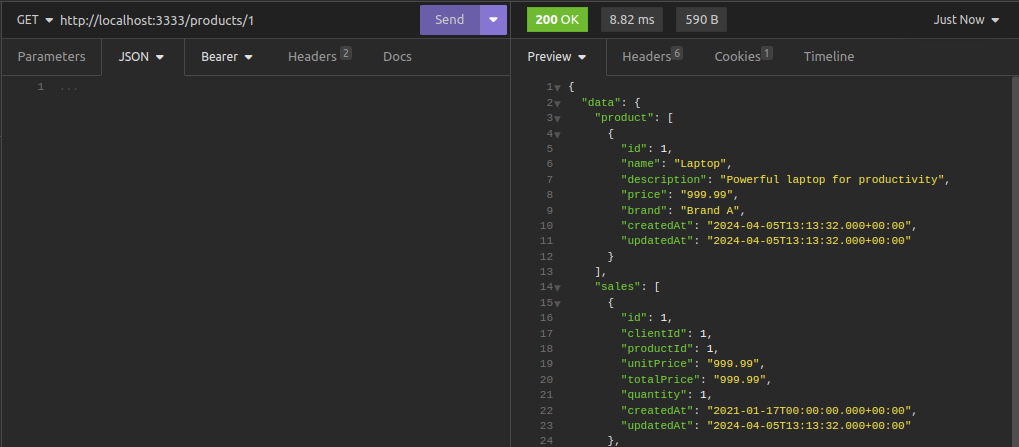 GET http://localhost:3333/products/1 Send 200 OK 8.82 ms 590 B Just Now
Parameters JSON Bearer Headers 2 Docs Preview Headers 6 Cookies 1 Timeline
1 ...
1 {
2 "data": {
3 "product": [
4 {
5 "id": 1,
6 "name": "Laptop",
7 "description": "Powerful laptop for productivity",
8 "price": "999.99",
9 "brand": "Brand A",
10 "createdAt": "2024-04-05T13:13:32.000+00:00",
11 "updatedAt": "2024-04-05T13:13:32.000+00:00"
12 }
13 ],
14 "sales": [
15 {
16 "id": 1,
17 "clientId": 1,
18 "productId": 1,
19 "unitPrice": "999.99",
20 "totalPrice": "999.99",
21 "quantity": 1,
22 "createdAt": "2021-01-17T00:00:00.000+00:00",
23 "updatedAt": "2024-04-05T13:13:32.000+00:00"
24 },